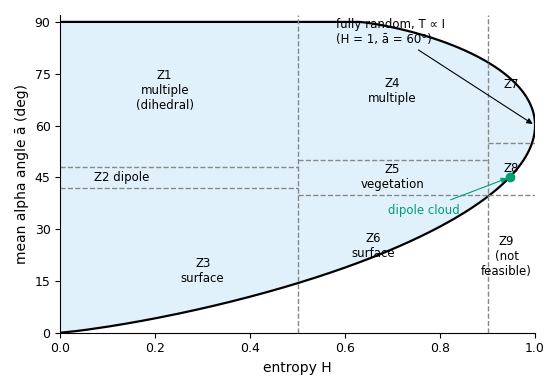 fully random, T ∝ I
(H = 1, ā = 60°)
Z1
multiple
(dihedral)
Z4
multiple
Z7
Z2 dipole
Z5
vegetation
Z8
dipole cloud
Z3
surface
Z6
surface
Z9
(not
feasible)
90
75
60
45
30
15
0
mean alpha angle ā (deg)
0.0 0.2 0.4 0.6 0.8 1.0
entropy H